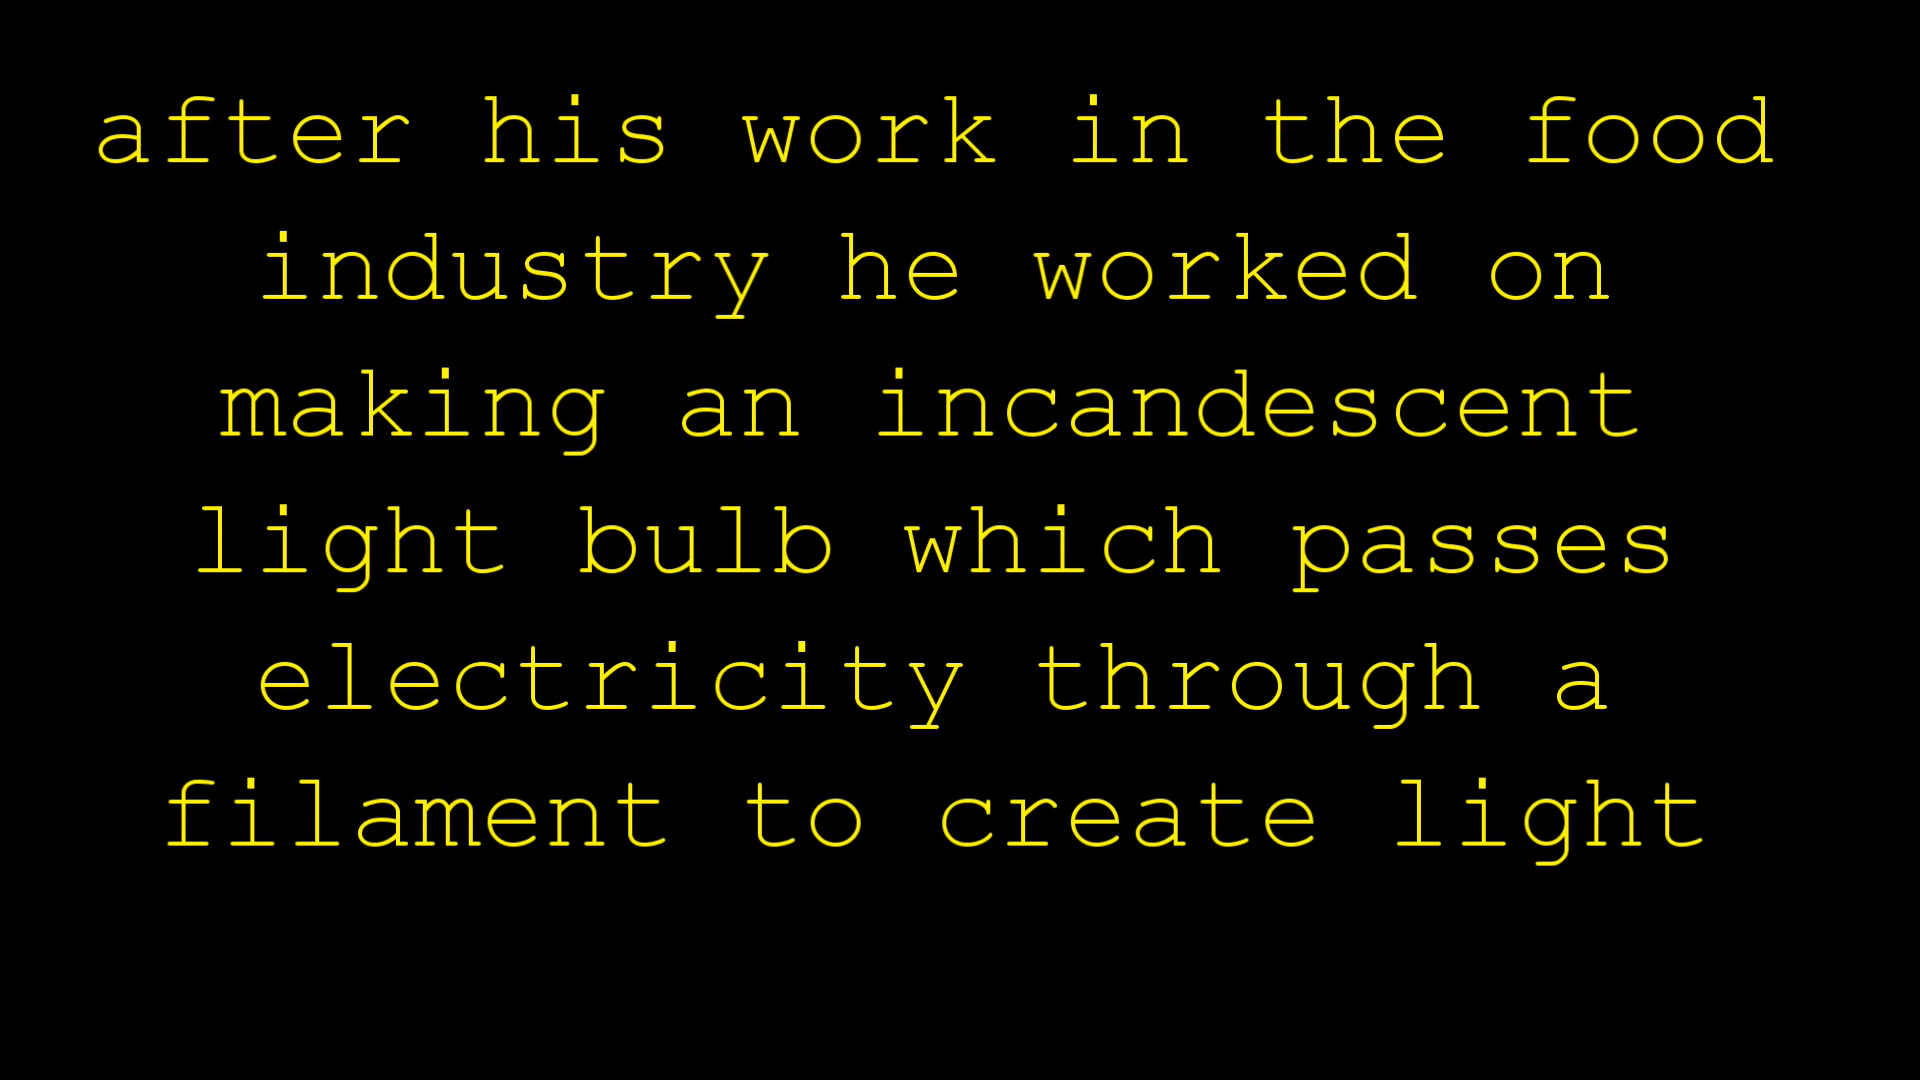 after his work in the food
industry he worked on
making an incandescent
light bulb which passes
electricity through a
filament to create light